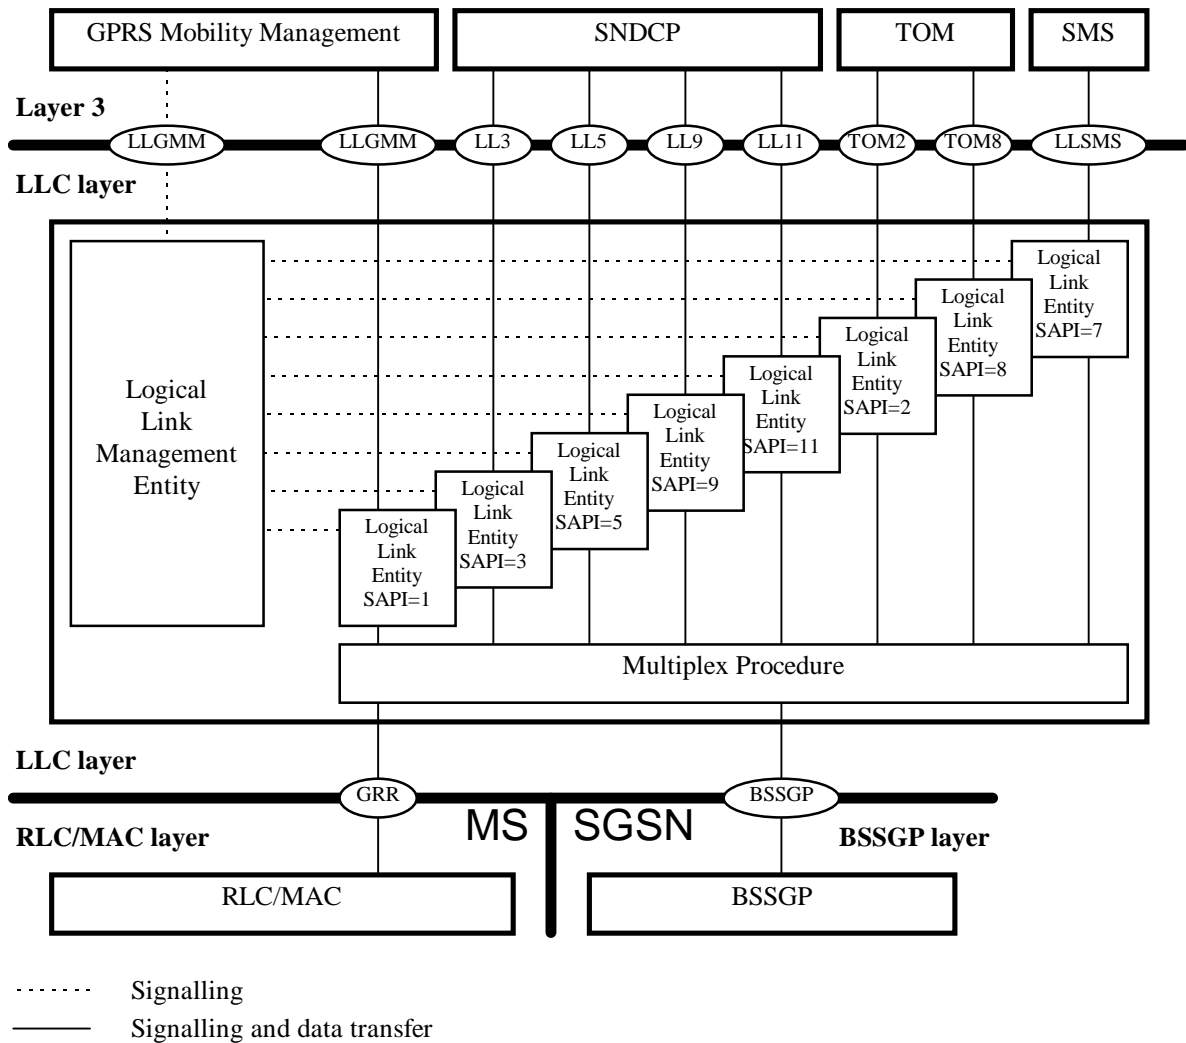 GPRS Mobility Management
SNDCP
TOM
SMS
Layer 3
LLGMM
LLGMM
LL3
LL5
LL9
LL11
TOM2
TOM8
LLSMS
LLC layer
Logical
Link
Management
Entity
Logical
Link
Entity
SAPI=1
Logical
Link
Entity
SAPI=3
Logical
Link
Entity
SAPI=5
Logical
Link
Entity
SAPI=9
Logical
Link
Entity
SAPI=11
Logical
Link
Entity
SAPI=2
Logical
Link
Entity
SAPI=8
Logical
Link
Entity
SAPI=7
Multiplex Procedure
LLC layer
GRR
BSSGP
MS
SGSN
RLC/MAC layer
BSSGP layer
RLC/MAC
BSSGP
Signalling
Signalling and data transfer